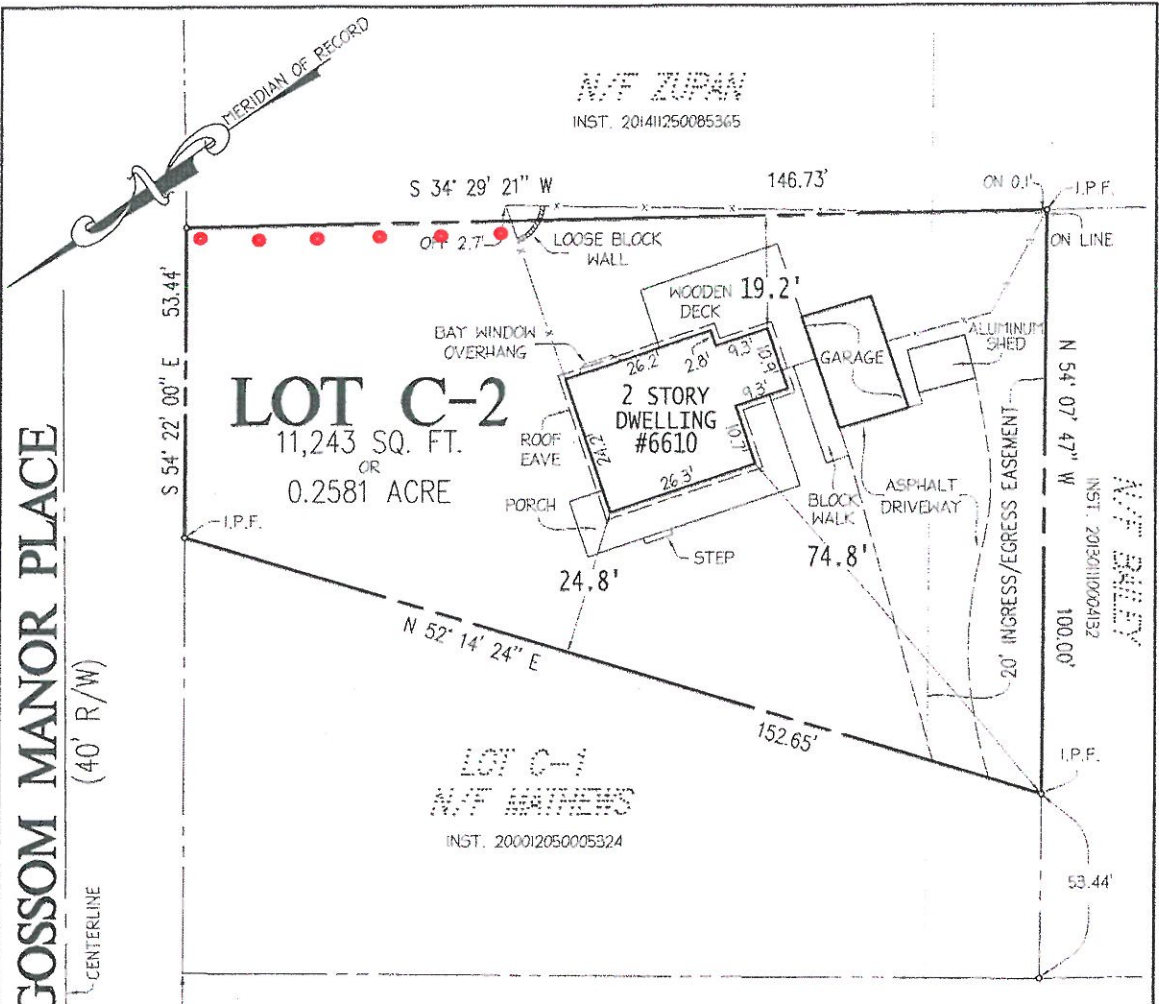 MERIDIAN OF RECORD
N/F ZUPAN
INST. 201411250085365
S 34° 29' 21" W
146.73'
ON 0.1'
I.P.F.
ON LINE
OFF 2.7'
LOOSE BLOCK
WALL
S 54° 22' 00" E 53.44'
WOODEN
DECK
19.2'
BAY WINDOW
OVERHANG
ALUMINUM
SHED
GARAGE
26.2'
2.8'
9.3'
LOT C-2
11,243 SQ. FT.
OR
0.2581 ACRE
2 STORY
DWELLING
#6610
9.3'
10.1'
24.2'
26.3'
ROOF
EAVE
PORCH
STEP
BLOCK
WALK
ASPHALT
DRIVEWAY
20' INGRESS/EGRESS EASEMENT
N 54° 07' 47" W 100.00'
N/F BAILEY
I.P.F.
24.8'
74.8'
N 52° 14' 24" E
152.65'
I.P.F.
LOT C-1
N/F MATHEWS
INST. 200012050005324
53.44'
GOSSOM MANOR PLACE
(40' R/W)
CENTERLINE